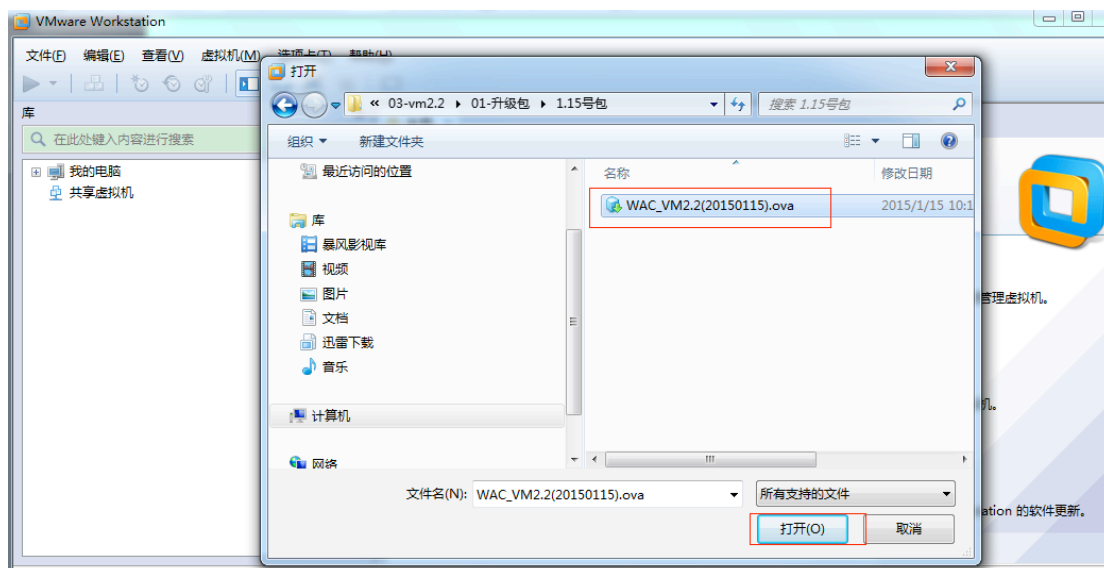 VMware Workstation
文件(F) 编辑(E) 查看(V) 虚拟机(M) 选项卡(T) 帮助(H)
打开
« 03-vm2.2 ▸ 01-升级包 ▸ 1.15号包
搜索 1.15号包
库
在此处键入内容进行搜索
组织 新建文件夹
我的电脑
共享虚拟机
最近访问的位置
库
暴风影视库
视频
图片
文档
迅雷下载
音乐
计算机
网络
名称 修改日期
WAC_VM2.2(20150115).ova 2015/1/15 10:1
管理虚拟机。
机。
ation 的软件更新。
文件名(N): WAC_VM2.2(20150115).ova 所有支持的文件
打开(O) 取消